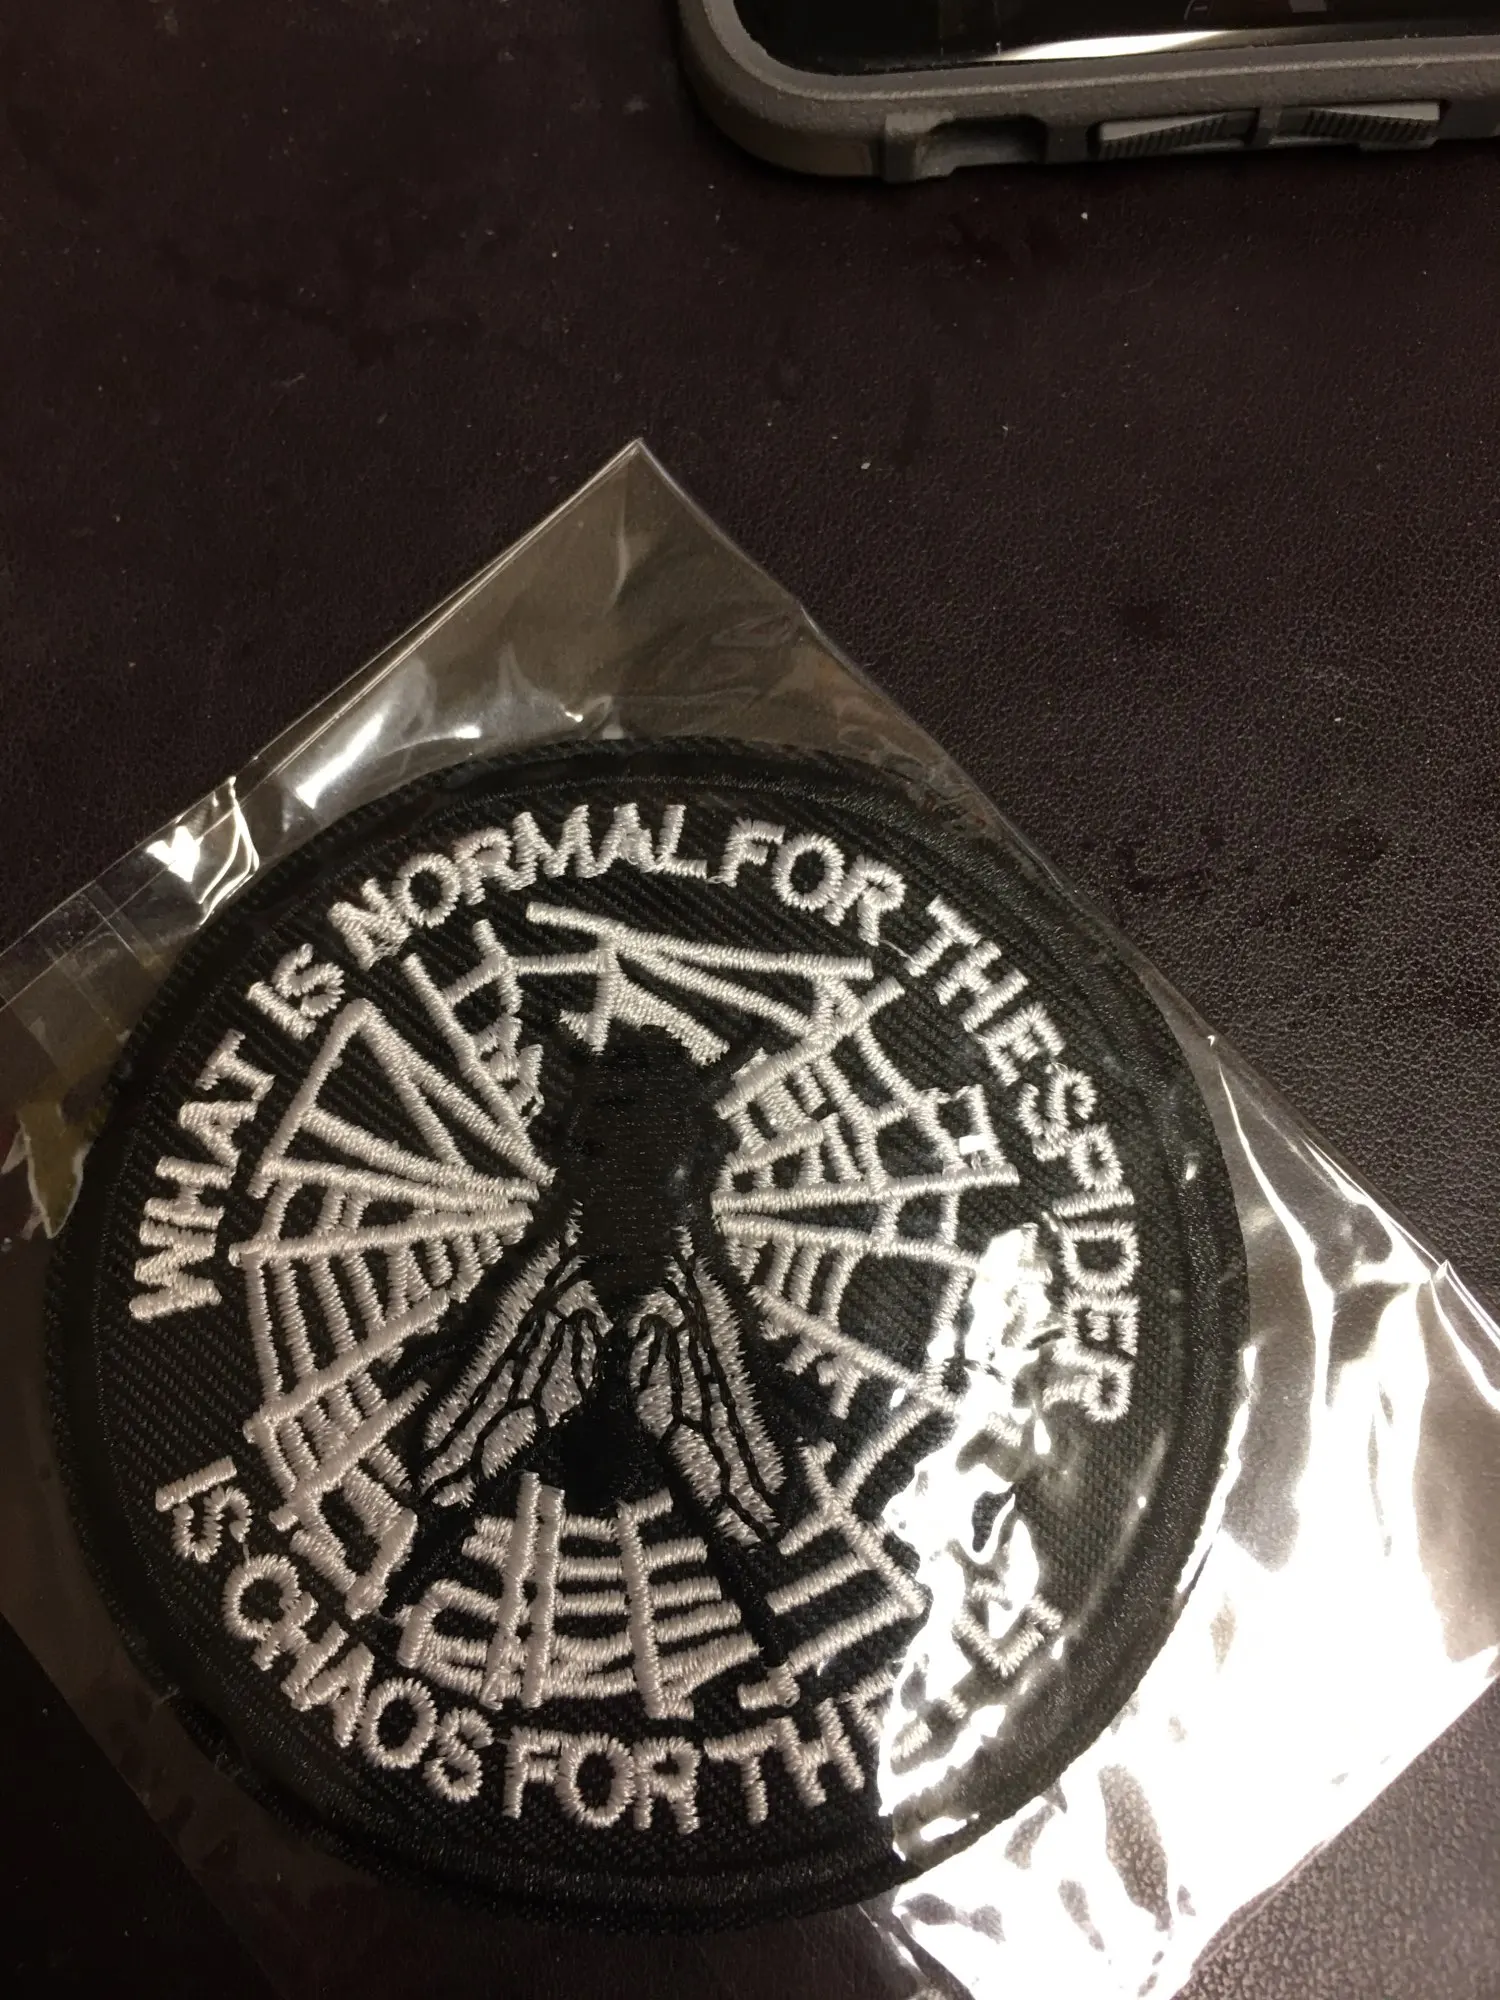 WHAT IS NORMAL FOR THE SPIDER
IS CHAOS FOR THE